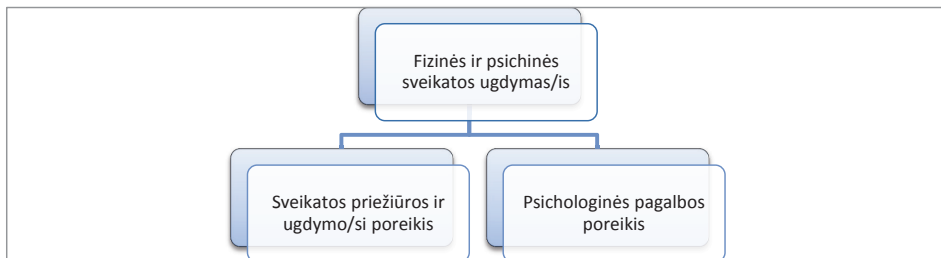 Fizinės ir psichinės
sveikatos ugdymas/is
Sveikatos priežiūros ir
ugdymo/si poreikis
Psichologinės pagalbos
poreikis